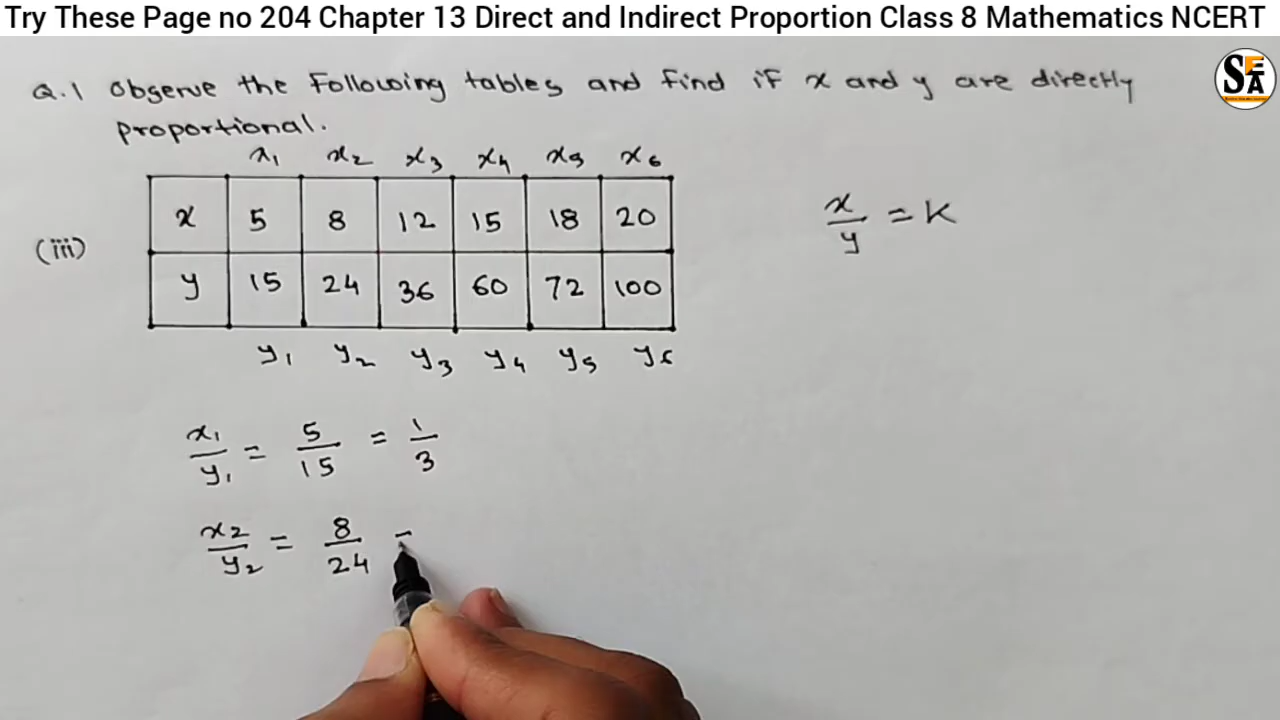 Try These Page no 204 Chapter 13 Direct and Indirect Proportion Class 8 Mathematics NCERT
SFA
Q.1 Observe the Following tables and find if x and y are directly
proportional.
x₁ x₂ x₃ x₄ x₅ x₆
(iii) x 5 8 12 15 18 20
y 15 24 36 60 72 100
y₁ y₂ y₃ y₄ y₅ y₆
x/y = K
x₁/y₁ = 5/15 = 1/3
x₂/y₂ = 8/24 =